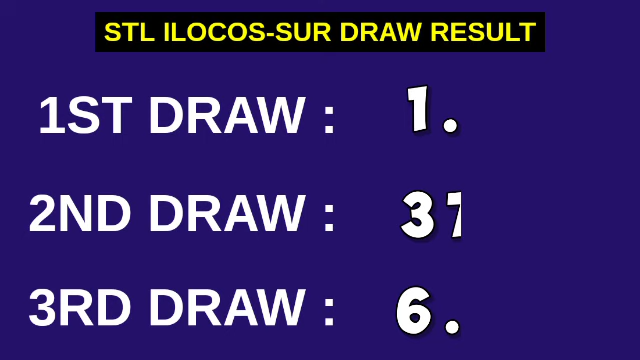 STL ILOCOS-SUR DRAW RESULT
1ST DRAW : 1.
2ND DRAW : 3
3RD DRAW : 6.